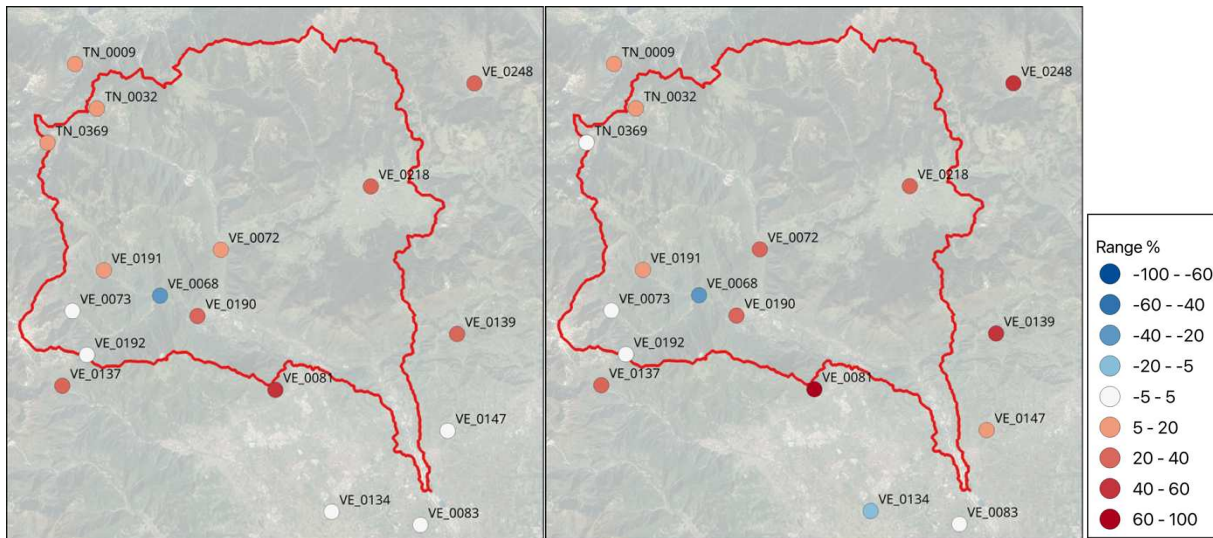 TN_0009
VE_0248
TN_0032
TN_0369
VE_0218
VE_0072
VE_0191
VE_0068
VE_0073
VE_0190
VE_0139
VE_0192
VE_0137
VE_0081
VE_0147
VE_0134
VE_0083
TN_0009
VE_0248
TN_0032
TN_0369
VE_0218
VE_0072
VE_0191
VE_0068
VE_0073
VE_0190
VE_0139
VE_0192
VE_0137
VE_0081
VE_0147
VE_0134
VE_0083
Range %
-100 - -60
-60 - -40
-40 - -20
-20 - -5
-5 - 5
5 - 20
20 - 40
40 - 60
60 - 100